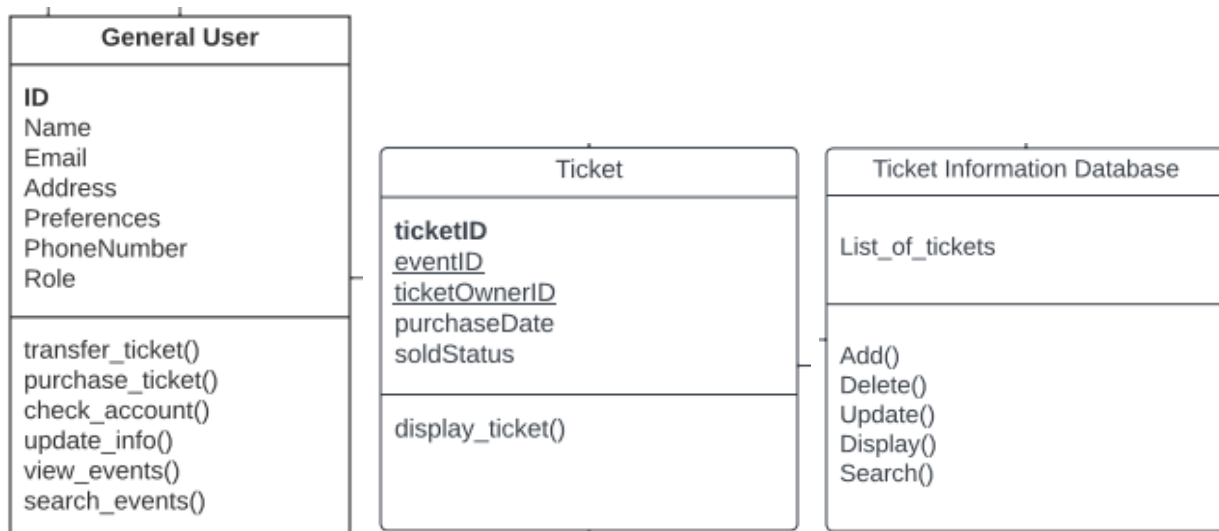 General User
ID
Name
Email
Address
Preferences
PhoneNumber
Role
transfer_ticket()
purchase_ticket()
check_account()
update_info()
view_events()
search_events()
Ticket
ticketID
eventID
ticketOwnerID
purchaseDate
soldStatus
display_ticket()
Ticket Information Database
List_of_tickets
Add()
Delete()
Update()
Display()
Search()